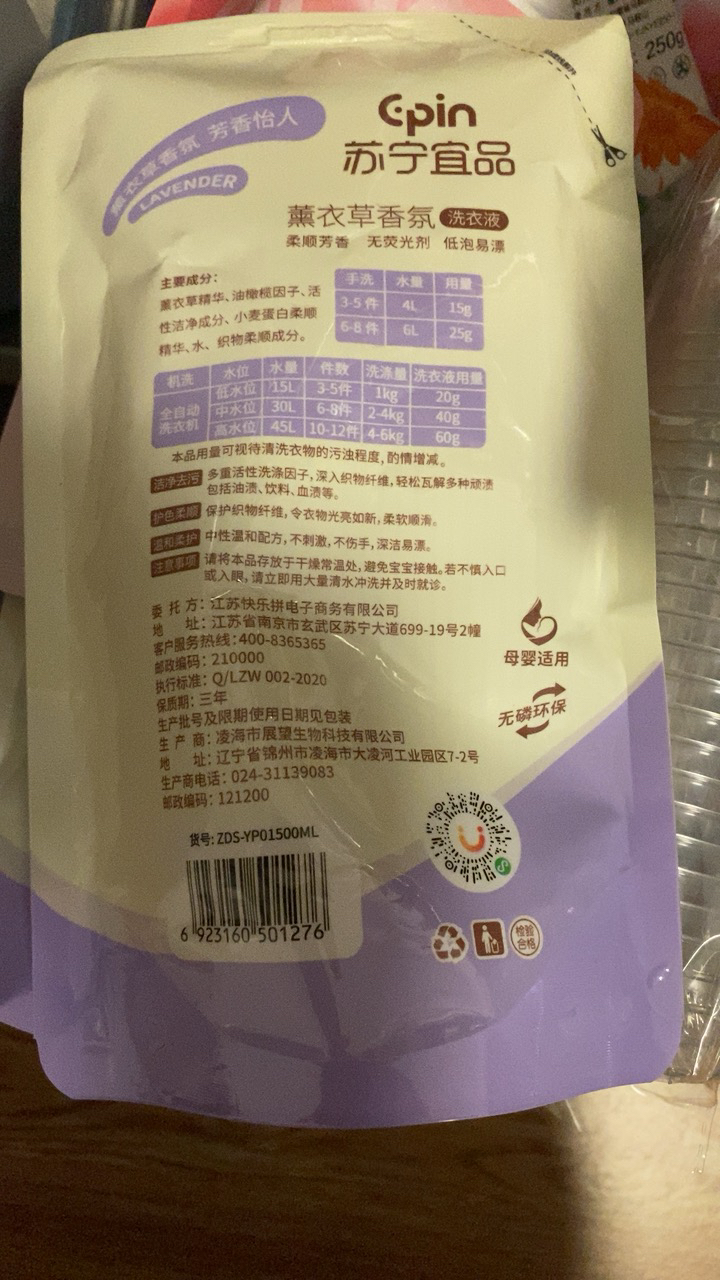 250g
薰衣草香氛 芳香怡人
LAVENDER
Epin
苏宁宜品
薰衣草香氛 洗衣液
柔顺芳香 无荧光剂 低泡易漂
主要成分：
薰衣草精华、油橄榄因子、活
性洁净成分、小麦蛋白柔顺
精华、水、织物柔顺成分。
手洗 水量 用量
3-5件 4L 15g
6-8件 6L 25g
机洗 水位 水量 件数 洗涤量 洗衣液用量
全自动洗衣机 低水位 15L 3-5件 1kg 20g
中水位 30L 6-8件 2-4kg 40g
高水位 45L 10-12件 4-6kg 60g
本品用量可视待清洗衣物的污浊程度，酌情增减。
洁净去污 多重活性洗涤因子，深入织物纤维，轻松瓦解多种顽渍
包括油渍、饮料、血渍等。
护色柔顺 保护织物纤维，令衣物光亮如新，柔软顺滑。
温和柔护 中性温和配方，不刺激，不伤手，深洁易漂。
注意事项 请将本品存放于干燥常温处，避免宝宝接触。若不慎入口
或入眼，请立即用大量清水冲洗并及时就诊。
委 托 方：江苏快乐拼电子商务有限公司
地 址：江苏省南京市玄武区苏宁大道699-19号2幢
客户服务热线：400-8365365
邮政编码：210000
执行标准：Q/LZW 002-2020
保质期：三年
生产批号及限期使用日期见包装
生 产 商：凌海市展望生物科技有限公司
地 址：辽宁省锦州市凌海市大凌河工业园区7-2号
生产商电话：024-31139083
邮政编码：121200
母婴适用
无磷环保
货号：ZDS-YP01500ML
6 923160 501276
检验
合格